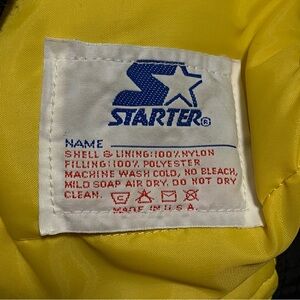 STARTER®
NAME
SHELL & LINING:100% NYLON
FILLING:100% POLYESTER
MACHINE WASH COLD, NO BLEACH,
MILD SOAP AIR DRY. DO NOT DRY
CLEAN.
MADE IN U.S.A.